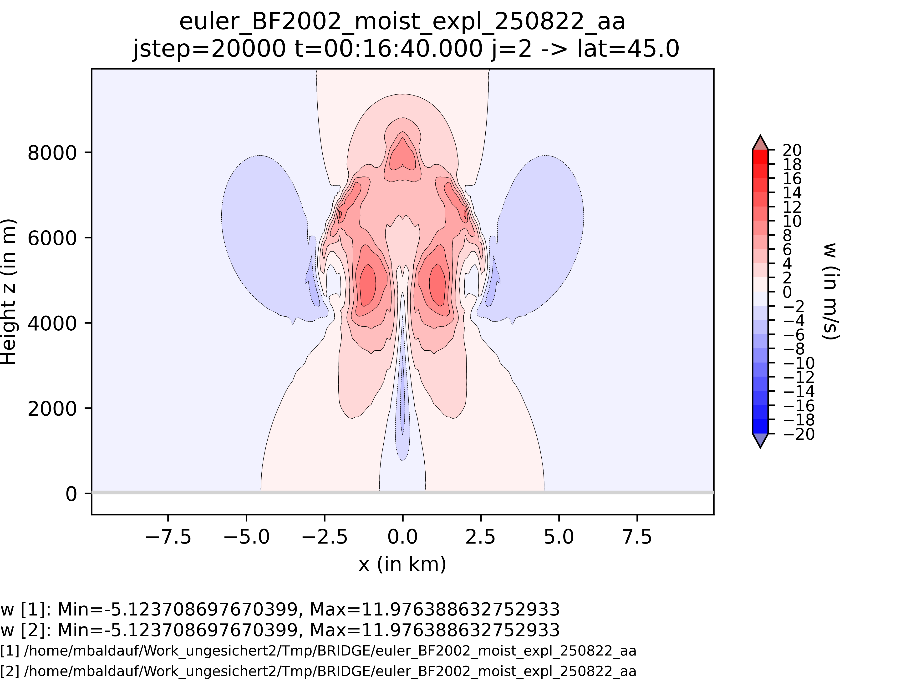 euler_BF2002_moist_expl_250822_aa
jstep=20000 t=00:16:40.000 j=2 -> lat=45.0
Height z (in m)
8000
6000
4000
2000
0
−7.5 −5.0 −2.5 0.0 2.5 5.0 7.5
x (in km)
20
18
16
14
12
10
8
6
4
2
0
−2
−4
−6
−8
−10
−12
−14
−16
−18
−20
w (in m/s)
w [1]: Min=-5.123708697670399, Max=11.976388632752933
w [2]: Min=-5.123708697670399, Max=11.976388632752933
[1] /home/mbaldauf/Work_ungesichert2/Tmp/BRIDGE/euler_BF2002_moist_expl_250822_aa
[2] /home/mbaldauf/Work_ungesichert2/Tmp/BRIDGE/euler_BF2002_moist_expl_250822_aa